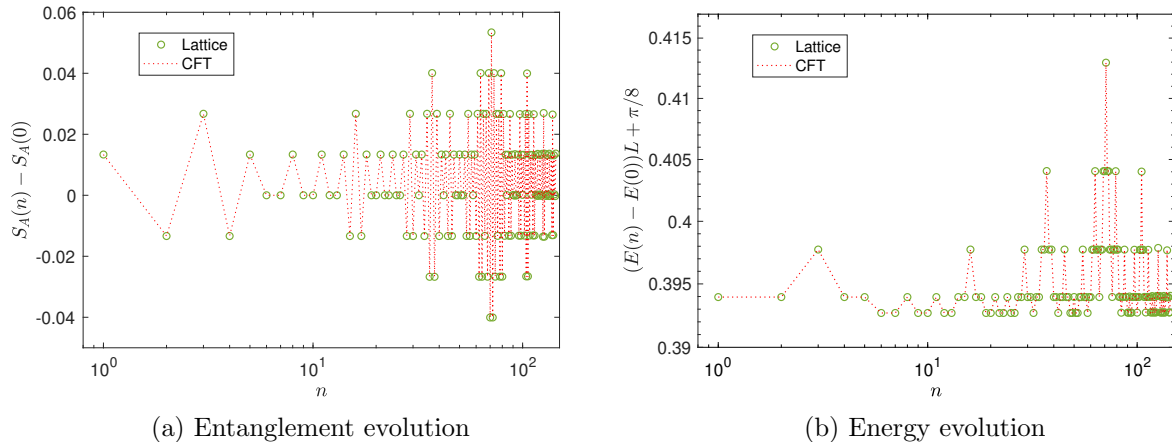 0.06
0.04
0.02
0
-0.02
-0.04
S_A(n) − S_A(0)
Lattice
CFT
10^0
10^1
10^2
n
(a) Entanglement evolution
0.415
0.41
0.405
0.4
0.395
0.39
(E(n) − E(0))L + π/8
Lattice
CFT
10^0
10^1
10^2
n
(b) Energy evolution